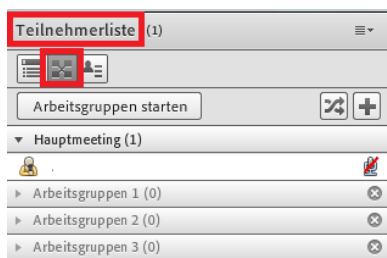 Teilnehmerliste (1)
Arbeitsgruppen starten
Hauptmeeting (1)
Arbeitsgruppen 1 (0)
Arbeitsgruppen 2 (0)
Arbeitsgruppen 3 (0)